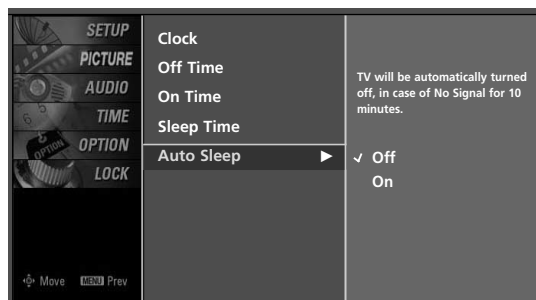 SETUP
PICTURE
AUDIO
TIME
OPTION
LOCK
Move MENU Prev
Clock
Off Time
On Time
Sleep Time
Auto Sleep
TV will be automatically turned
off, in case of No Signal for 10
minutes.
Off
On